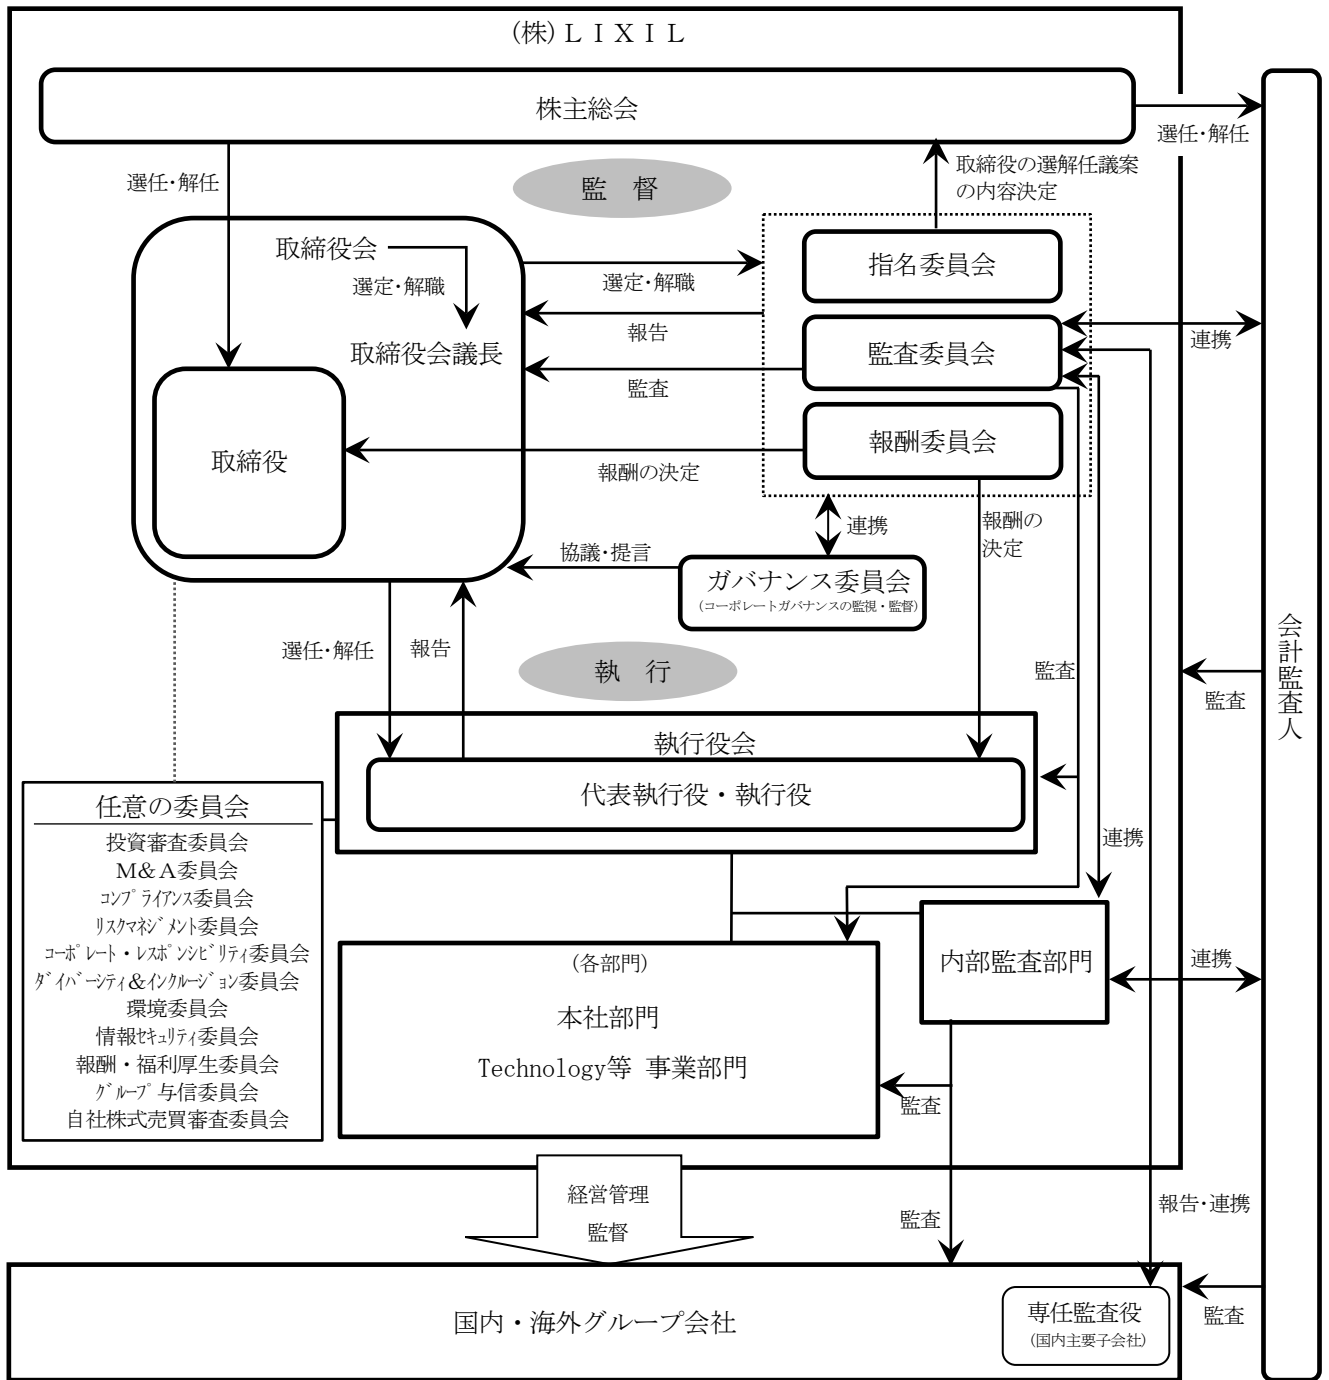 (株)ＬＩＸＩＬ
株主総会
選任・解任
選任・解任
監　督
取締役の選解任議案
の内容決定
取締役会
選定・解職
取締役会議長
選定・解職
報告
監査
指名委員会
監査委員会
報酬委員会
連携
取締役
報酬の決定
連携
報酬の
決定
協議・提言
ガバナンス委員会
(コーポレートガバナンスの監視・監督)
選任・解任
報告
執　行
監査
会計監査人
監査
執行役会
代表執行役・執行役
任意の委員会
投資審査委員会
Ｍ＆Ａ委員会
ｺﾝﾌﾟﾗｲｱﾝｽ委員会
ﾘｽｸﾏﾈｼﾞﾒﾝﾄ委員会
ｺｰﾎﾟﾚｰﾄ・ﾚｽﾎﾟﾝｼﾋﾞﾘﾃｨ委員会
ﾀﾞｲﾊﾞｰｼﾃｨ&ｲﾝｸﾙｰｼﾞｮﾝ委員会
環境委員会
情報ｾｷｭﾘﾃｨ委員会
報酬・福利厚生委員会
ｸﾞﾙｰﾌﾟ与信委員会
自社株式売買審査委員会
連携
(各部門)
本社部門
Technology等 事業部門
内部監査部門
連携
監査
経営管理
監督
監査
報告・連携
国内・海外グループ会社
専任監査役
(国内主要子会社)
監査